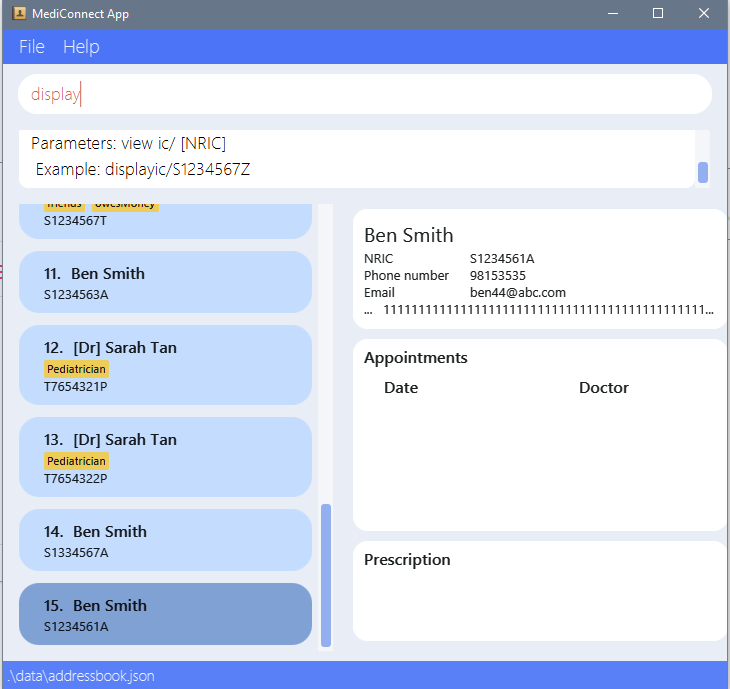 MediConnect App
File Help
display
Parameters: view ic/ [NRIC]
Example: displayic/S1234567Z
friends owesMoney
S1234567T
11. Ben Smith
S1234563A
12. [Dr] Sarah Tan
Pediatrician
T7654321P
13. [Dr] Sarah Tan
Pediatrician
T7654322P
14. Ben Smith
S1334567A
15. Ben Smith
S1234561A
Ben Smith
NRIC S1234561A
Phone number 98153535
Email ben44@abc.com
Appointments
Date Doctor
Prescription
.\data\addressbook.json